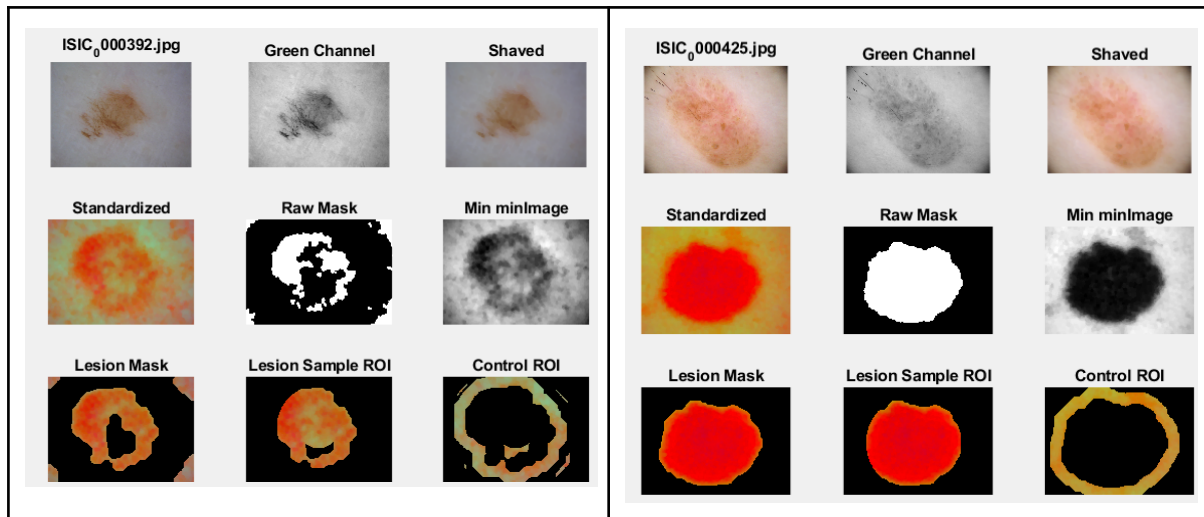 ISIC0000392.jpg
Green Channel
Shaved
Standardized
Raw Mask
Min minImage
Lesion Mask
Lesion Sample ROI
Control ROI
ISIC0000425.jpg
Green Channel
Shaved
Standardized
Raw Mask
Min minImage
Lesion Mask
Lesion Sample ROI
Control ROI